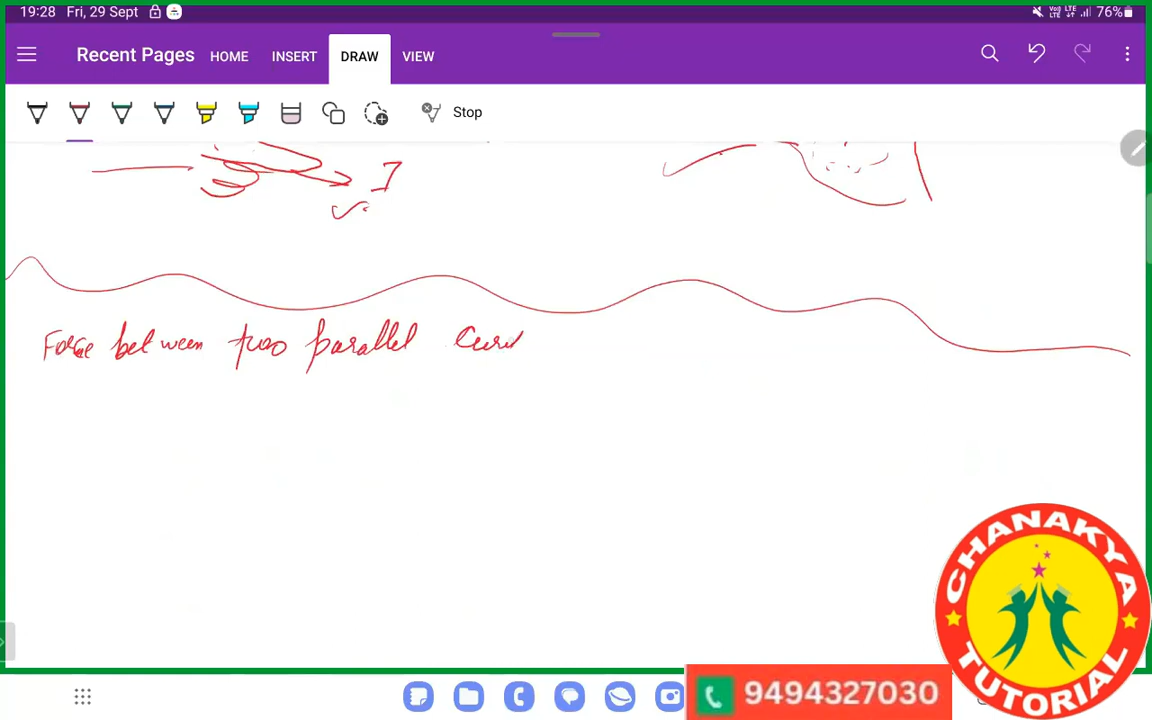 19:28 Fri, 29 Sept
76%
Recent Pages HOME INSERT DRAW VIEW
Stop
I
Force between two parallel Curr
CHANAKYA
TUTORIAL
9494327030